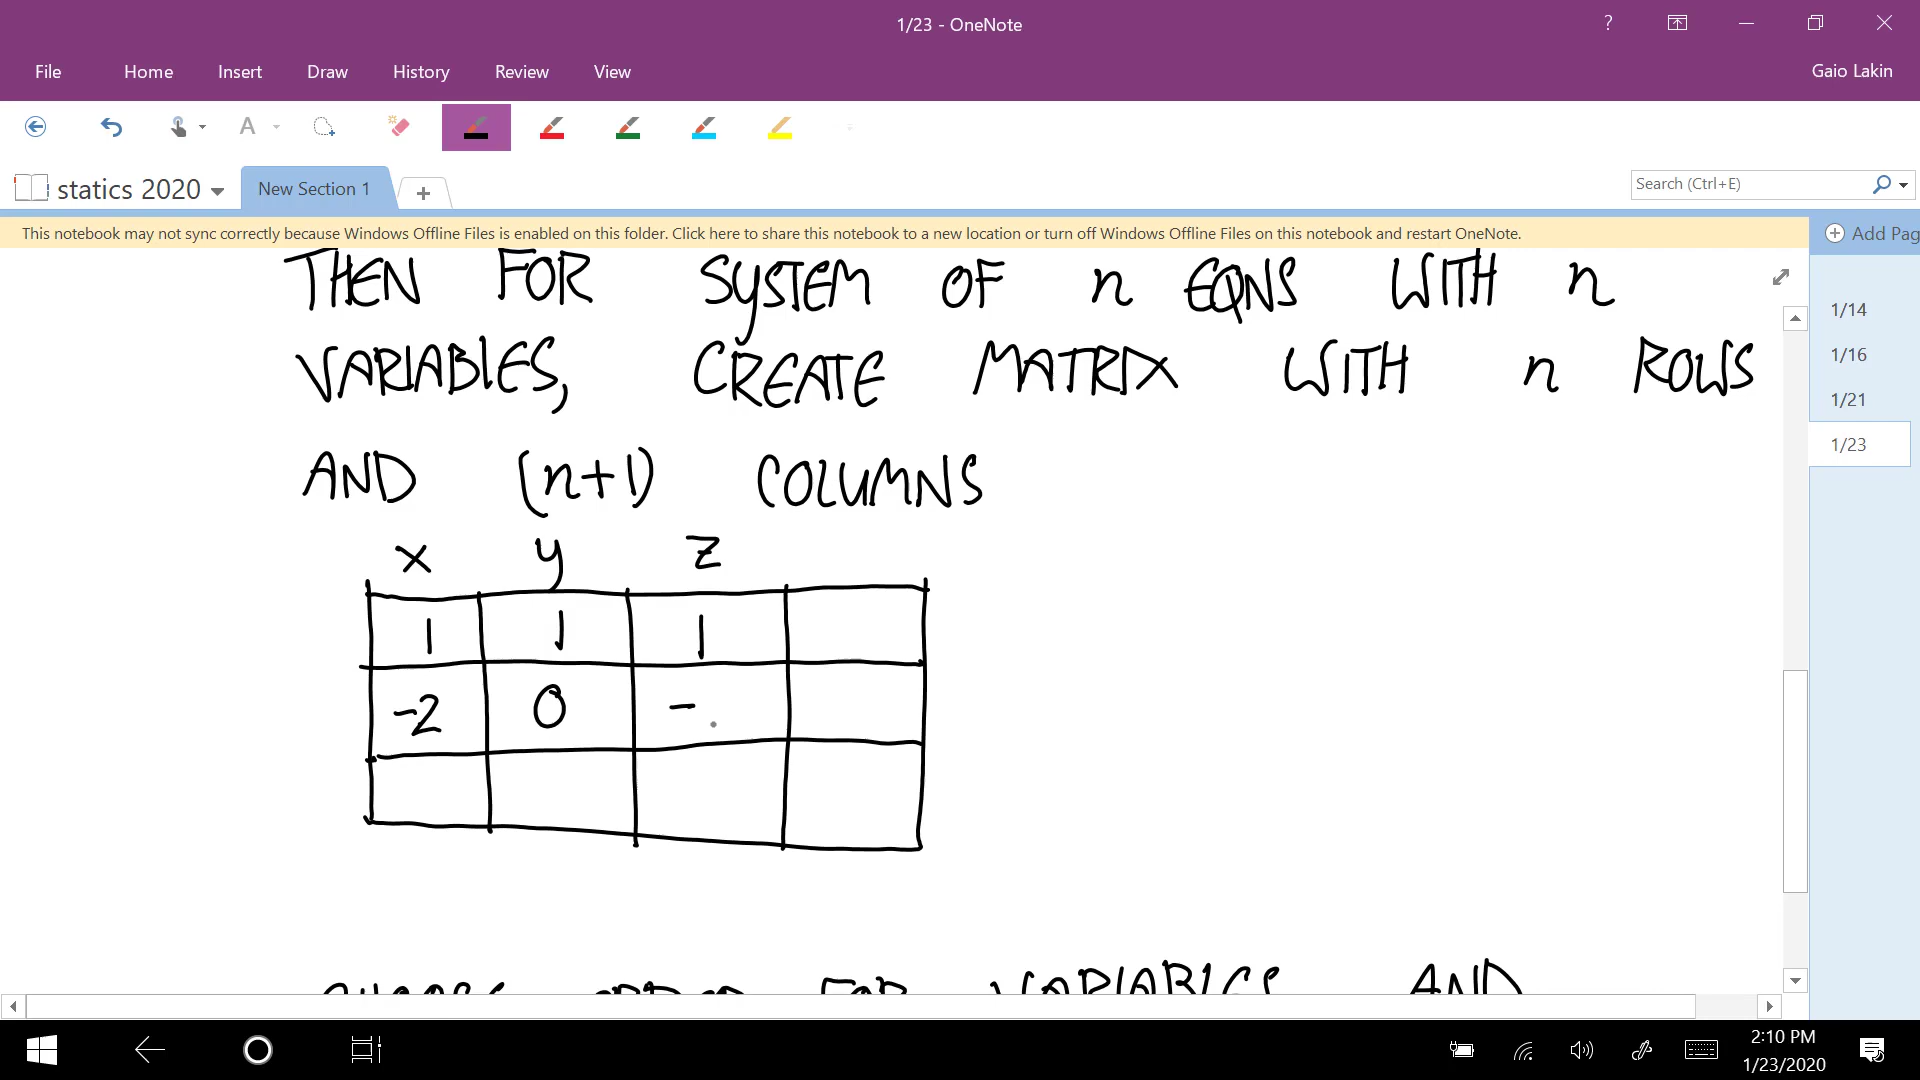 1/23 - OneNote
?
File Home Insert Draw History Review View
Gaio Lakin
A
statics 2020
New Section 1
+
Search (Ctrl+E)
This notebook may not sync correctly because Windows Offline Files is enabled on this folder. Click here to share this notebook to a new location or turn off Windows Offline Files on this notebook and restart OneNote.
Add Pag
1/14
1/16
1/21
1/23
THEN FOR SYSTEM OF n EQNS WITH n
VARIABLES, CREATE MATRIX WITH n ROWS
AND (n+1) COLUMNS
x y z
1 1 1
-2 0 -
FOR VARIABLES AND
2:10 PM
1/23/2020